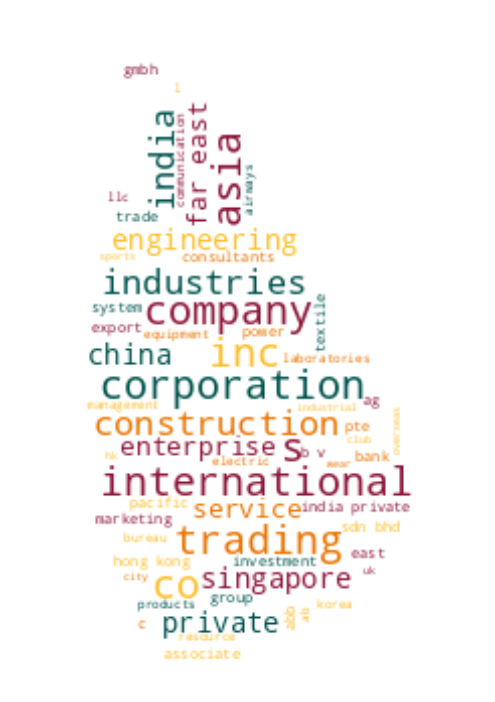 gmbh
l
india
communication
far east
asia
airways
llc
trade
engineering
sports
consultants
industries
system
company
textile
export
equipment
power
china
inc
laboratories
corporation
management
industrial
ag
construction
pte
overseas
club
enterprise
s
b v
hk
electric
wear
bank
international
pacific
service
india private
marketing
trading
sdn bhd
bureau
east
hong kong
investment
uk
city
co
singapore
products
group
abb
ab
korea
c
private
resource
associate